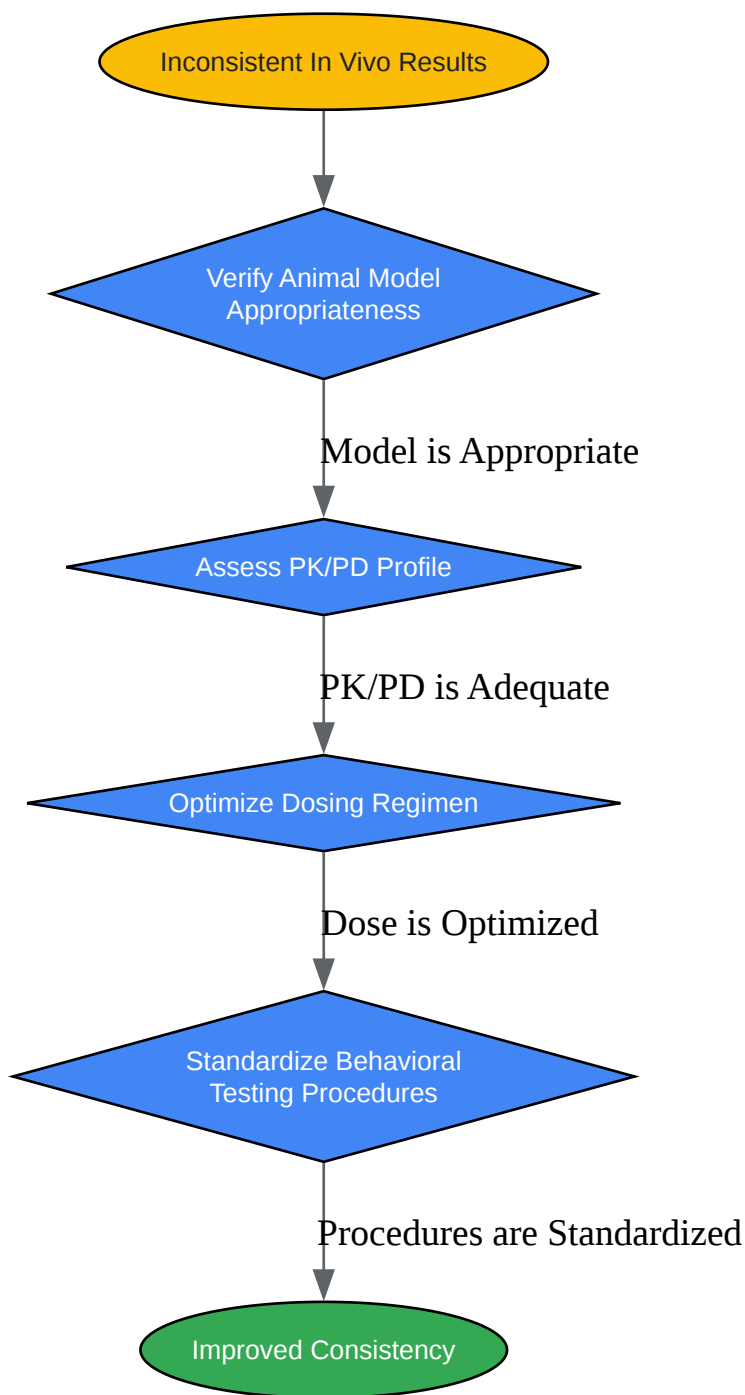 Inconsistent In Vivo Results
Verify Animal Model
Appropriateness
Model is Appropriate
Assess PK/PD Profile
PK/PD is Adequate
Optimize Dosing Regimen
Dose is Optimized
Standardize Behavioral
Testing Procedures
Procedures are Standardized
Improved Consistency